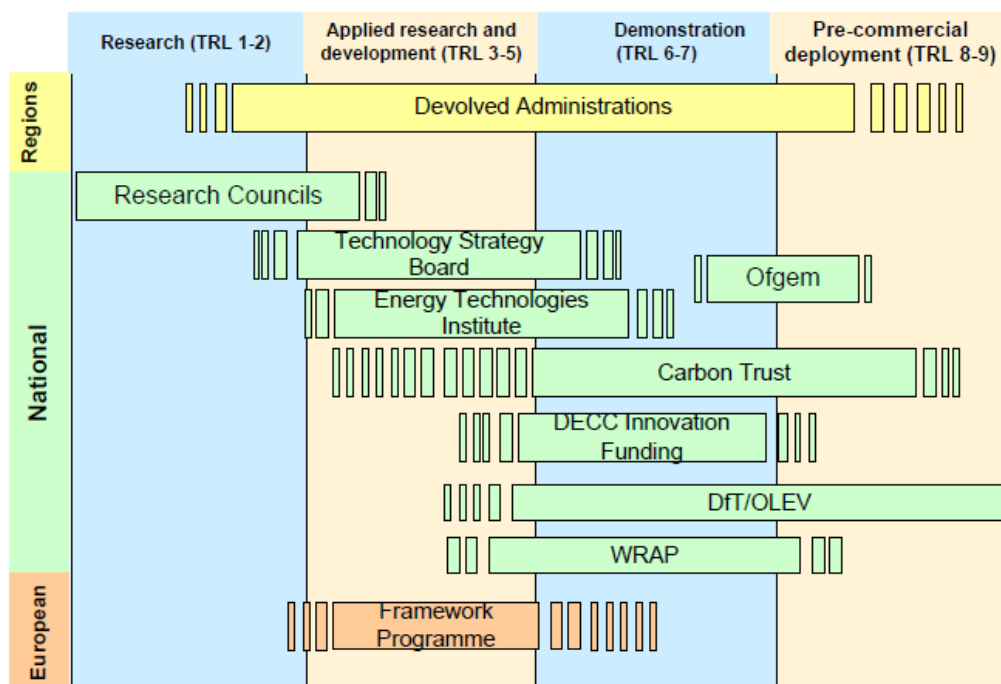 Research (TRL 1-2)
Applied research and
development (TRL 3-5)
Demonstration
(TRL 6-7)
Pre-commercial
deployment (TRL 8-9)
Regions
Devolved Administrations
National
Research Councils
Technology Strategy
Board
Ofgem
Energy Technologies
Institute
Carbon Trust
DECC Innovation
Funding
DfT/OLEV
WRAP
European
Framework
Programme